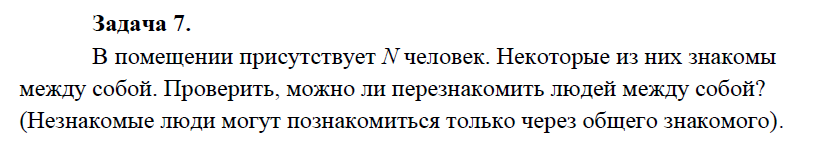 Задача 7.
В помещении присутствует N человек. Некоторые из них знакомы
между собой. Проверить, можно ли перезнакомить людей между собой?
(Незнакомые люди могут познакомиться только через общего знакомого).